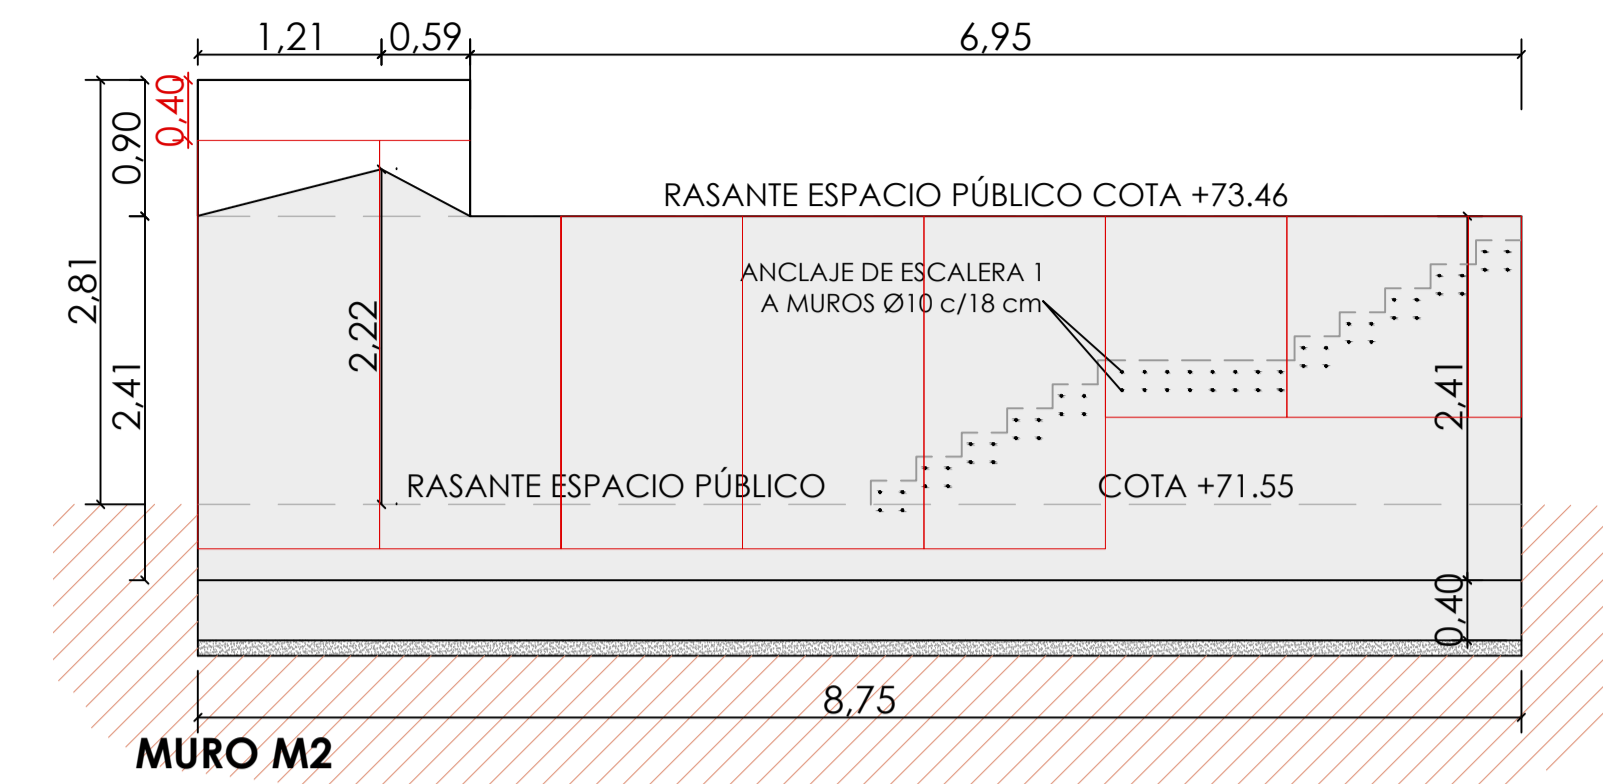 1,21
0,59
6,95
0,40
0,90
RASANTE ESPACIO PÚBLICO COTA +73.46
ANCLAJE DE ESCALERA 1
A MUROS Ø10 c/18 cm
2,81
2,22
2,41
2,41
RASANTE ESPACIO PÚBLICO
COTA +71.55
0,40
8,75
MURO M2